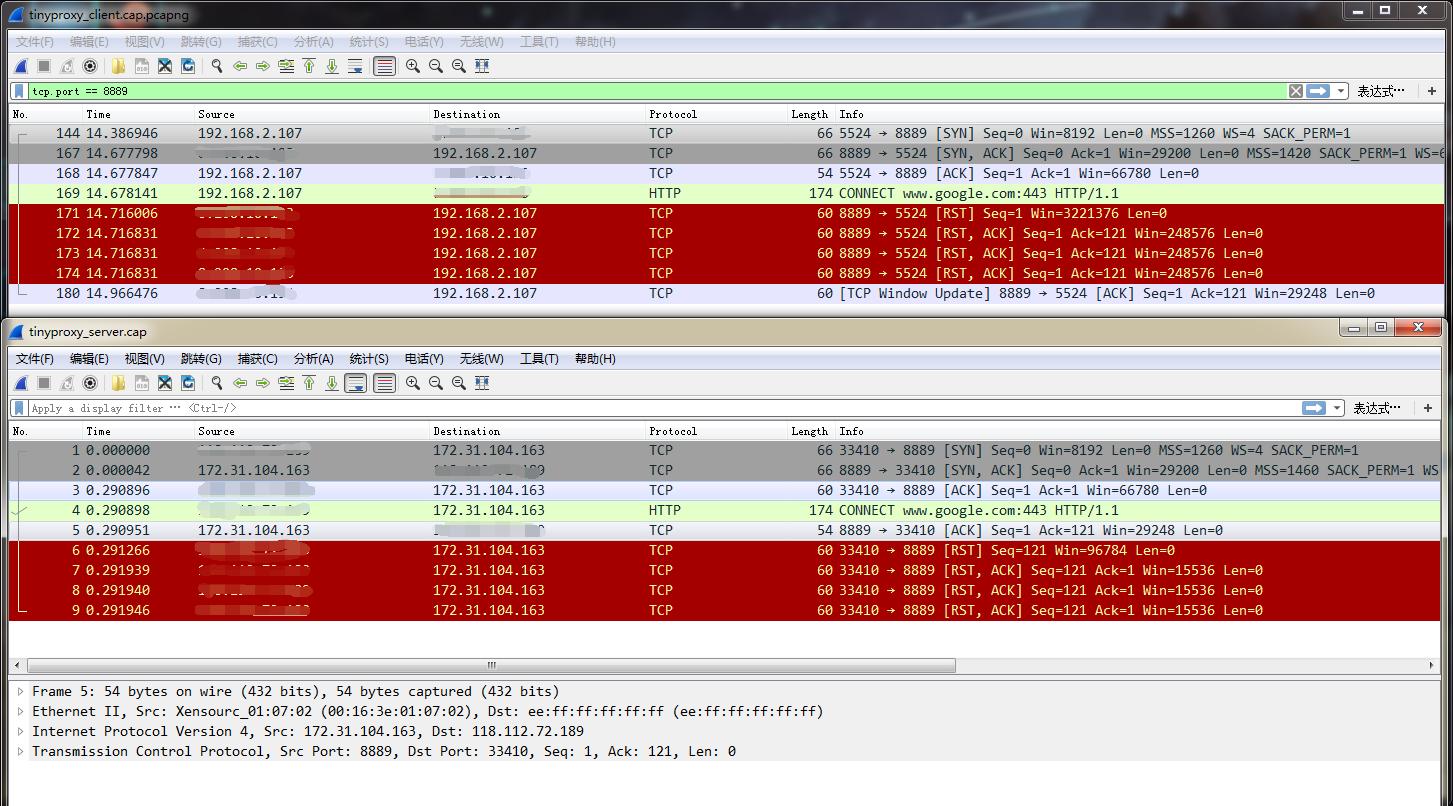 tinyproxy_client.cap.pcapng
文件(F) 编辑(E) 视图(V) 跳转(G) 捕获(C) 分析(A) 统计(S) 电话(Y) 无线(W) 工具(T) 帮助(H)
tcp.port == 8889 表达式… +
No. Time Source Destination Protocol Length Info
144 14.386946 192.168.2.107 TCP 66 5524 → 8889 [SYN] Seq=0 Win=8192 Len=0 MSS=1260 WS=4 SACK_PERM=1
167 14.677798 192.168.2.107 TCP 66 8889 → 5524 [SYN, ACK] Seq=0 Ack=1 Win=29200 Len=0 MSS=1420 SACK_PERM=1 WS=6
168 14.677847 192.168.2.107 TCP 54 5524 → 8889 [ACK] Seq=1 Ack=1 Win=66780 Len=0
169 14.678141 192.168.2.107 HTTP 174 CONNECT www.google.com:443 HTTP/1.1
171 14.716006 192.168.2.107 TCP 60 8889 → 5524 [RST] Seq=1 Win=3221376 Len=0
172 14.716831 192.168.2.107 TCP 60 8889 → 5524 [RST, ACK] Seq=1 Ack=121 Win=248576 Len=0
173 14.716831 192.168.2.107 TCP 60 8889 → 5524 [RST, ACK] Seq=1 Ack=121 Win=248576 Len=0
174 14.716831 192.168.2.107 TCP 60 8889 → 5524 [RST, ACK] Seq=1 Ack=121 Win=248576 Len=0
180 14.966476 192.168.2.107 TCP 60 [TCP Window Update] 8889 → 5524 [ACK] Seq=1 Ack=121 Win=29248 Len=0
tinyproxy_server.cap
文件(F) 编辑(E) 视图(V) 跳转(G) 捕获(C) 分析(A) 统计(S) 电话(Y) 无线(W) 工具(T) 帮助(H)
Apply a display filter … <Ctrl-/> 表达式… +
No. Time Source Destination Protocol Length Info
1 0.000000 172.31.104.163 TCP 66 33410 → 8889 [SYN] Seq=0 Win=8192 Len=0 MSS=1260 WS=4 SACK_PERM=1
2 0.000042 172.31.104.163 TCP 66 8889 → 33410 [SYN, ACK] Seq=0 Ack=1 Win=29200 Len=0 MSS=1460 SACK_PERM=1 WS
3 0.290896 172.31.104.163 TCP 60 33410 → 8889 [ACK] Seq=1 Ack=1 Win=66780 Len=0
4 0.290898 172.31.104.163 HTTP 174 CONNECT www.google.com:443 HTTP/1.1
5 0.290951 172.31.104.163 TCP 54 8889 → 33410 [ACK] Seq=1 Ack=121 Win=29248 Len=0
6 0.291266 172.31.104.163 TCP 60 33410 → 8889 [RST] Seq=121 Win=96784 Len=0
7 0.291939 172.31.104.163 TCP 60 33410 → 8889 [RST, ACK] Seq=121 Ack=1 Win=15536 Len=0
8 0.291940 172.31.104.163 TCP 60 33410 → 8889 [RST, ACK] Seq=121 Ack=1 Win=15536 Len=0
9 0.291946 172.31.104.163 TCP 60 33410 → 8889 [RST, ACK] Seq=121 Ack=1 Win=15536 Len=0
Frame 5: 54 bytes on wire (432 bits), 54 bytes captured (432 bits)
Ethernet II, Src: Xensourc_01:07:02 (00:16:3e:01:07:02), Dst: ee:ff:ff:ff:ff:ff (ee:ff:ff:ff:ff:ff)
Internet Protocol Version 4, Src: 172.31.104.163, Dst: 118.112.72.189
Transmission Control Protocol, Src Port: 8889, Dst Port: 33410, Seq: 1, Ack: 121, Len: 0